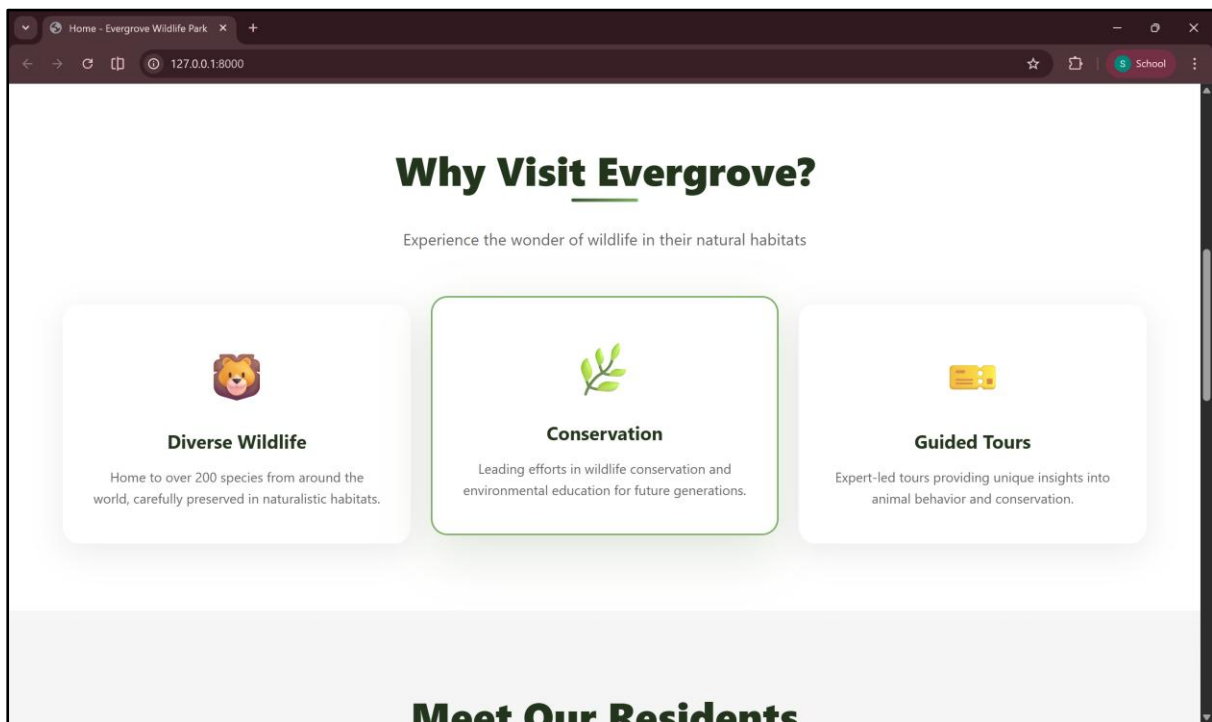 Home - Evergrove Wildlife Park
127.0.0.1:8000
S School
Why Visit Evergrove?
Experience the wonder of wildlife in their natural habitats
Diverse Wildlife
Home to over 200 species from around the
world, carefully preserved in naturalistic habitats.
Conservation
Leading efforts in wildlife conservation and
environmental education for future generations.
Guided Tours
Expert-led tours providing unique insights into
animal behavior and conservation.
Meet Our Residents